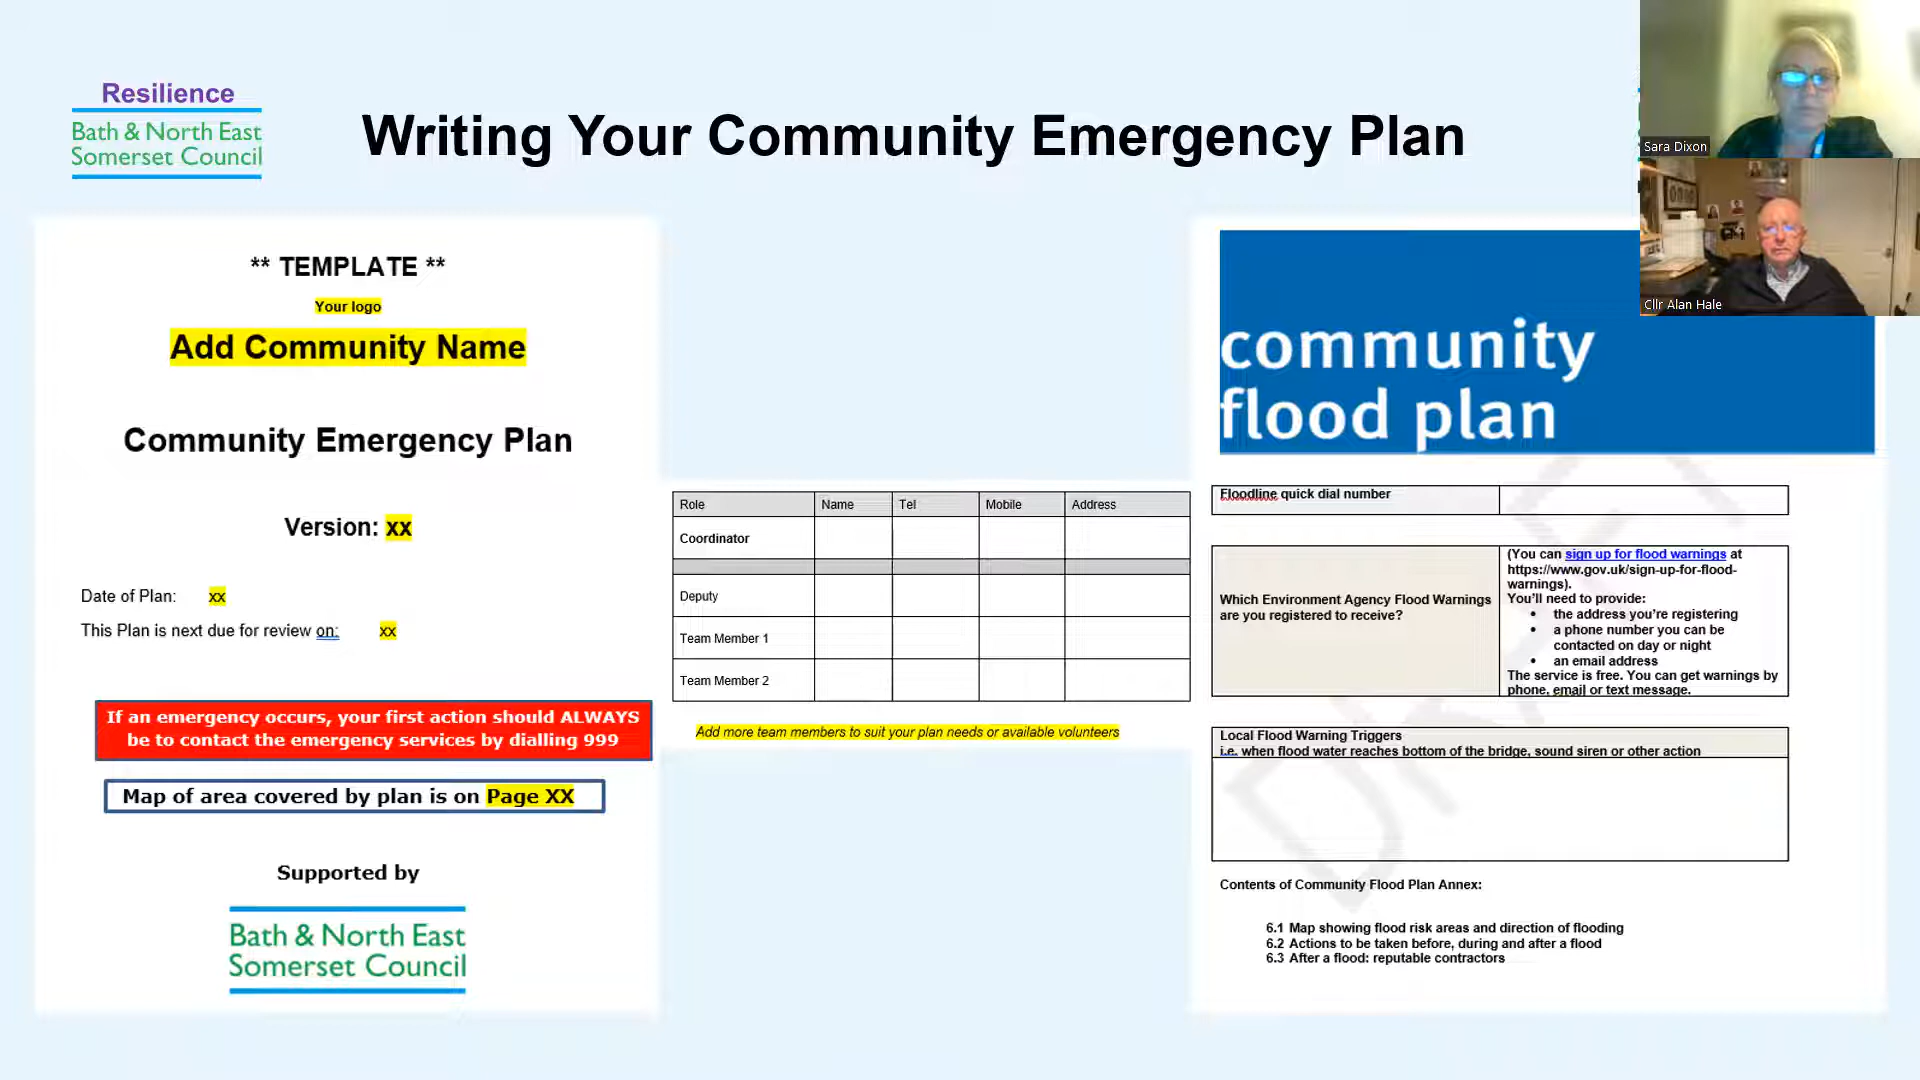 Resilience
Bath & North East
Somerset Council
Writing Your Community Emergency Plan
Sara Dixon
Cllr Alan Hale
** TEMPLATE **
Your logo
Add Community Name
Community Emergency Plan
Version: xx
Date of Plan: xx
This Plan is next due for review on: xx
If an emergency occurs, your first action should ALWAYS
be to contact the emergency services by dialling 999
Map of area covered by plan is on Page XX
Supported by
Bath & North East
Somerset Council
Role Name Tel Mobile Address
Coordinator
Deputy
Team Member 1
Team Member 2
Add more team members to suit your plan needs or available volunteers
community
flood plan
Floodline quick dial number
Which Environment Agency Flood Warnings
are you registered to receive?
(You can sign up for flood warnings at
https://www.gov.uk/sign-up-for-flood-
warnings).
You'll need to provide:
• the address you're registering
• a phone number you can be
contacted on day or night
• an email address
The service is free. You can get warnings by
phone, email or text message.
Local Flood Warning Triggers
i.e. when flood water reaches bottom of the bridge, sound siren or other action
DRAFT
Contents of Community Flood Plan Annex:
6.1 Map showing flood risk areas and direction of flooding
6.2 Actions to be taken before, during and after a flood
6.3 After a flood: reputable contractors